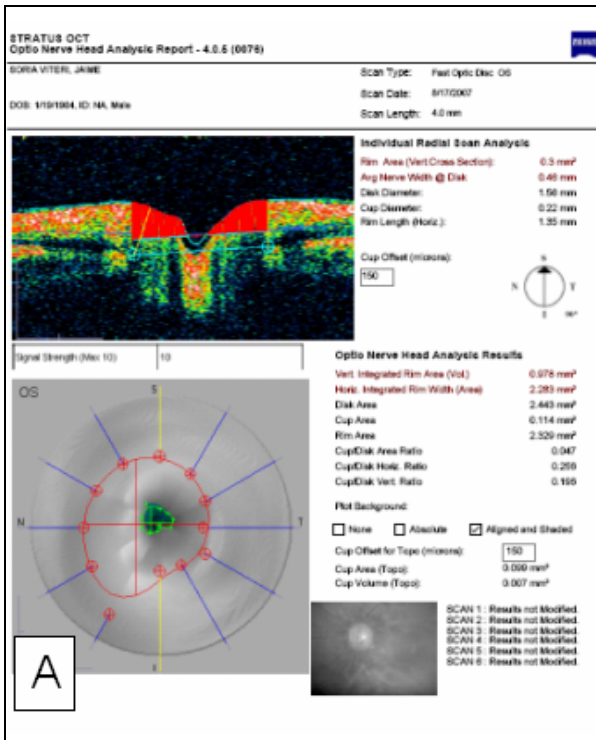 STRATUS OCT
Optic Nerve Head Analysis Report - 4.0.5 (0076)
ZEISS
SORIA VITERI, JAIME
DOB: 1/19/1984, ID: NA, Male
Scan Type: Fast Optic Disc OS
Scan Date: 8/17/2007
Scan Length: 4.0 mm
Individual Radial Scan Analysis
Rim Area (Vert Cross Section): 0.3 mm²
Avg Nerve Width @ Disk 0.46 mm
Disk Diameter: 1.56 mm
Cup Diameter: 0.22 mm
Rim Length (Horiz.): 1.35 mm
Cup Offset (microns):
150
S
N T
I 90°
Signal Strength (Max 10) 10
Optic Nerve Head Analysis Results
Vert. Integrated Rim Area (Vol.) 0.978 mm³
Horiz. Integrated Rim Width (Area) 2.283 mm²
Disk Area 2.443 mm²
Cup Area 0.114 mm²
Rim Area 2.329 mm²
Cup/Disk Area Ratio 0.047
Cup/Disk Horiz. Ratio 0.256
Cup/Disk Vert. Ratio 0.195
Plot Background:
None Absolute Aligned and Shaded
Cup Offset for Topo (microns): 150
Cup Area (Topo): 0.099 mm²
Cup Volume (Topo): 0.007 mm³
OS
S
N T
I
SCAN 1 : Results not Modified.
SCAN 2 : Results not Modified.
SCAN 3 : Results not Modified.
SCAN 4 : Results not Modified.
SCAN 5 : Results not Modified.
SCAN 6 : Results not Modified.
A